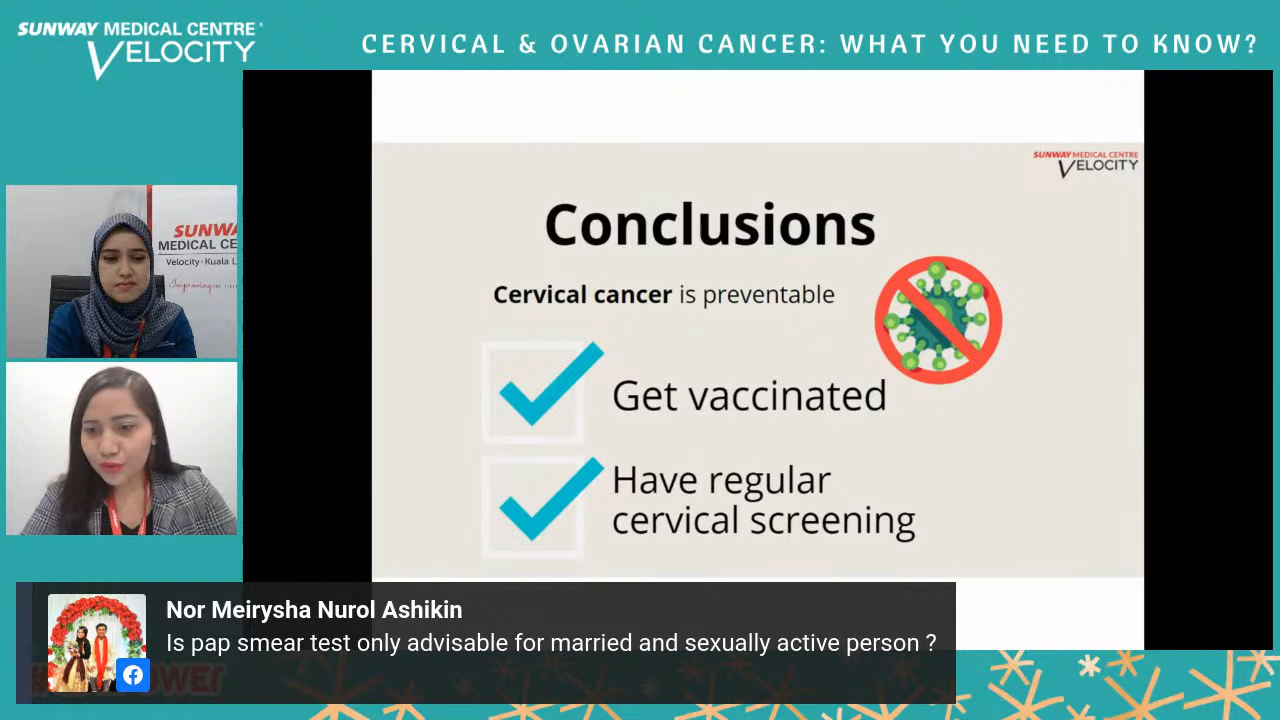 SUNWAY MEDICAL CENTRE
VELOCITY
CERVICAL & OVARIAN CANCER: WHAT YOU NEED TO KNOW?
SUNWAY MEDICAL CENTRE
VELOCITY
Conclusions
Cervical cancer is preventable
Get vaccinated
Have regular
cervical screening
SUNWA
MEDICAL CE
Velocity · Kuala L
Improving
Nor Meirysha Nurol Ashikin
Is pap smear test only advisable for married and sexually active person ?